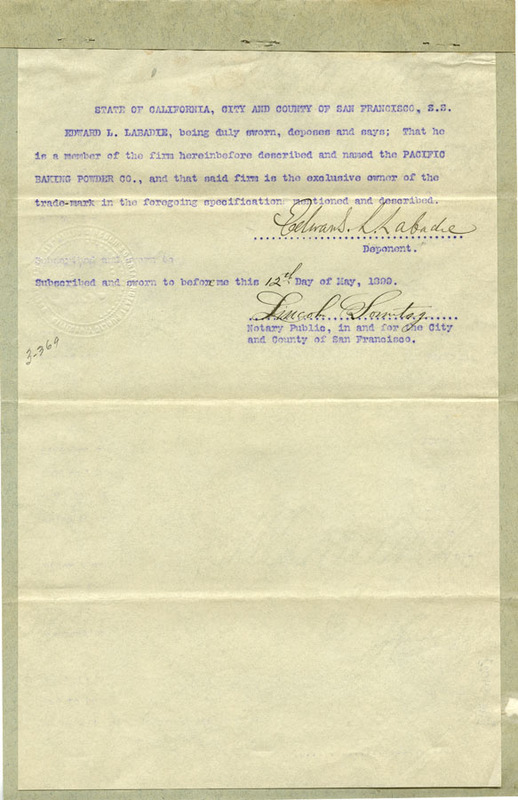 STATE OF CALIFORNIA, CITY AND COUNTY OF SAN FRANCISCO, S.S.
EDWARD L. LABADIE, being duly sworn, deposes and says; That he
is a member of the firm hereinbefore described and named the PACIFIC
BAKING POWDER CO., and that said firm is the exclusive owner of the
trade-mark in the foregoing specification mentioned and described.
Edward L Labadie
Deponent.
Subscribed and sworn to
Subscribed and sworn to before me this 12th Day of May, 1899.
Lincoln Sonntag
Notary Public, in and for the City
and County of San Francisco.
3-369